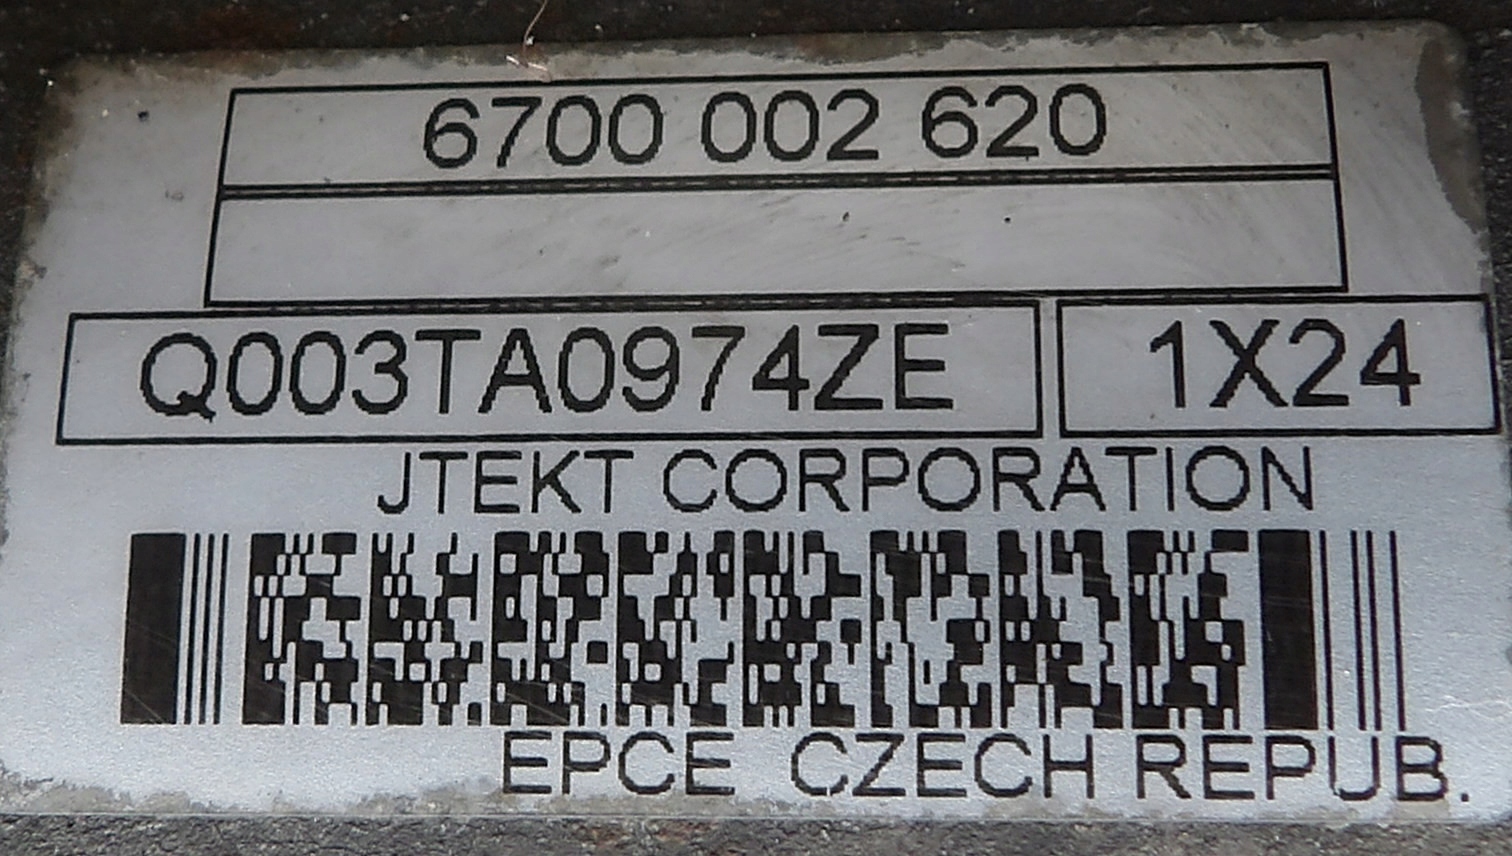 6700 002 620
Q003TA0974ZE 1X24
JTEKT CORPORATION
EPCE CZECH REPUB.